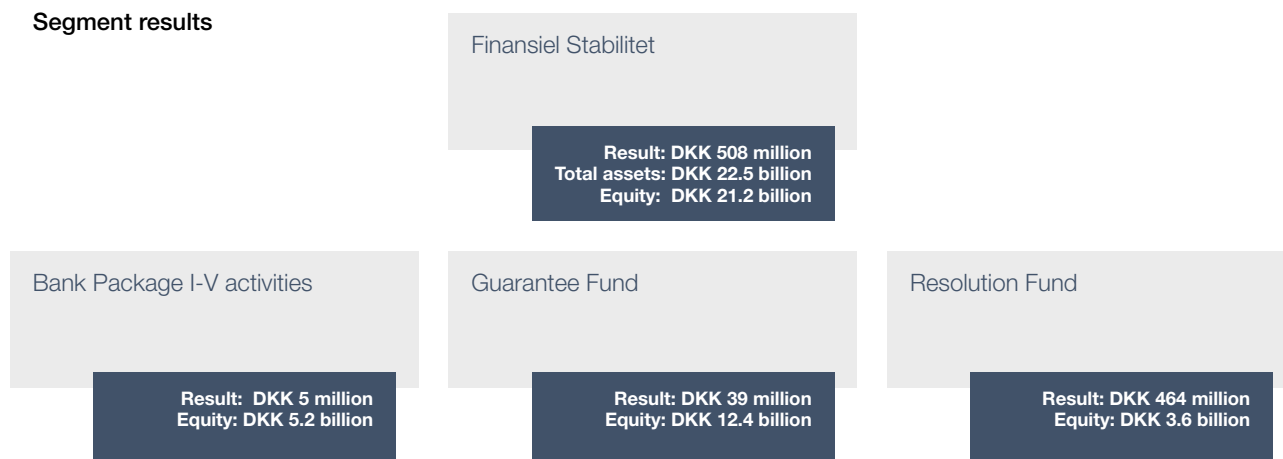 Segment results
Finansiel Stabilitet
Result: DKK 508 million
Total assets: DKK 22.5 billion
Equity: DKK 21.2 billion
Bank Package I-V activities
Result: DKK 5 million
Equity: DKK 5.2 billion
Guarantee Fund
Result: DKK 39 million
Equity: DKK 12.4 billion
Resolution Fund
Result: DKK 464 million
Equity: DKK 3.6 billion